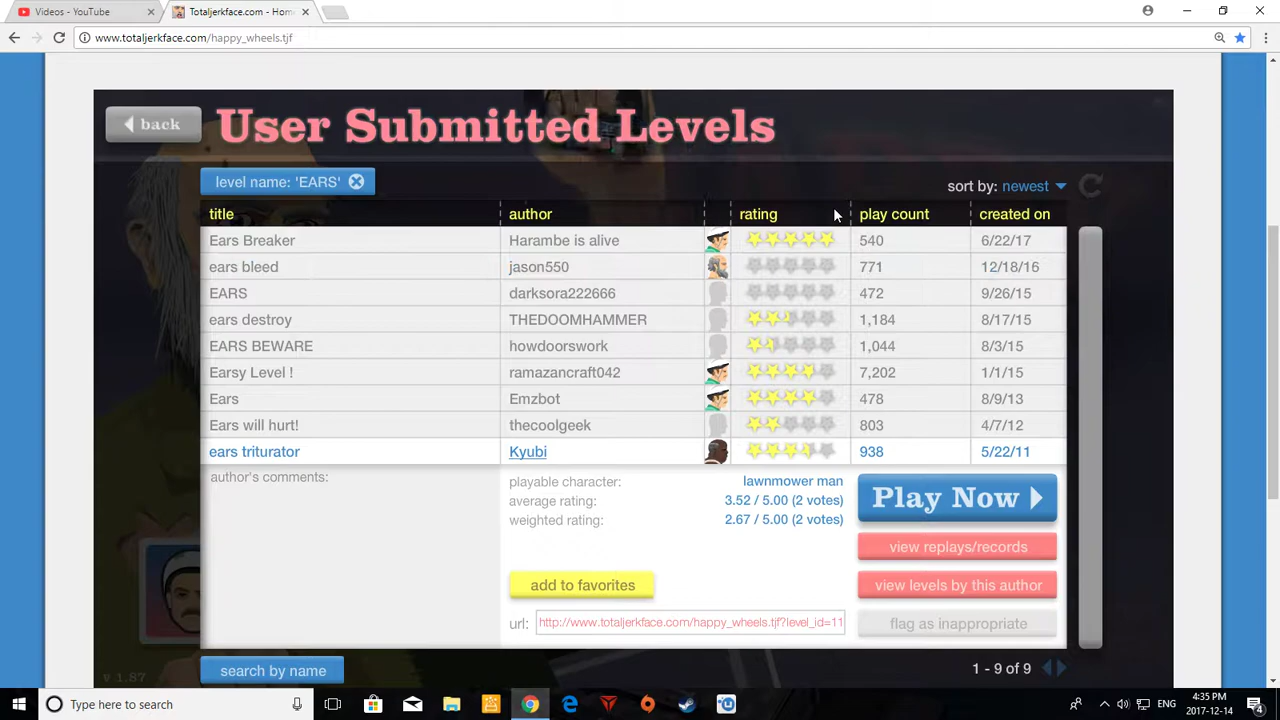 Videos - YouTube
Totaljerkface.com - Hom
www.totaljerkface.com/happy_wheels.tjf
back
User Submitted Levels
level name: 'EARS'
sort by: newest
title author rating play count created on
Ears Breaker Harambe is alive 540 6/22/17
ears bleed jason550 771 12/18/16
EARS darksora222666 472 9/26/15
ears destroy THEDOOMHAMMER 1,184 8/17/15
EARS BEWARE howdoorswork 1,044 8/3/15
Earsy Level ! ramazancraft042 7,202 1/1/15
Ears Emzbot 478 8/9/13
Ears will hurt! thecoolgeek 803 4/7/12
ears triturator Kyubi 938 5/22/11
author's comments:
playable character: lawnmower man
average rating: 3.52 / 5.00 (2 votes)
weighted rating: 2.67 / 5.00 (2 votes)
Play Now
view replays/records
add to favorites
view levels by this author
url: http://www.totaljerkface.com/happy_wheels.tjf?level_id=11
flag as inappropriate
search by name
1 - 9 of 9
v 1.87
Type here to search
ENG
4:35 PM
2017-12-14
4